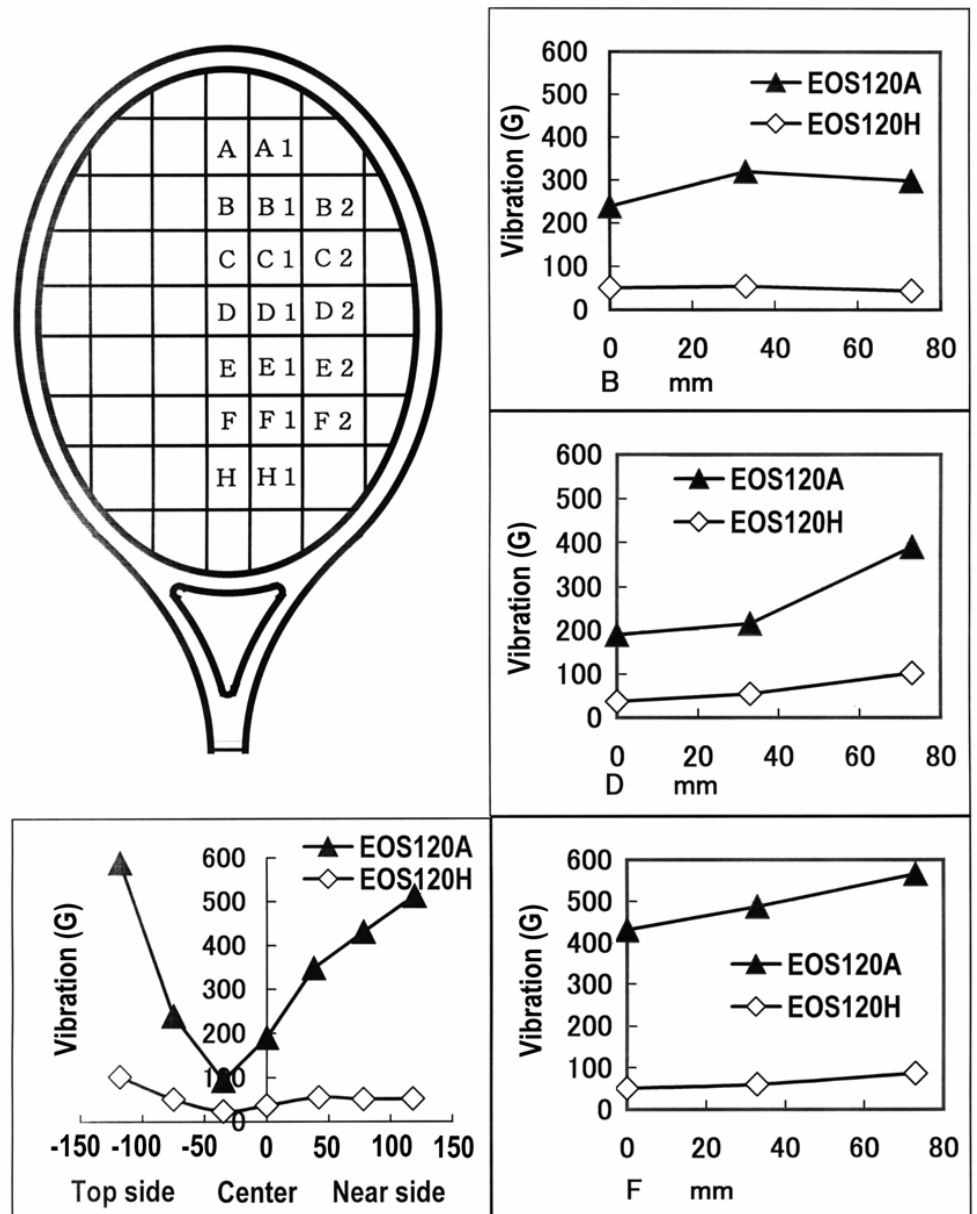 A A1
B B1 B2
C C1 C2
D D1 D2
E E1 E2
F F1 F2
H H1
600
500
400
300
200
100
0
Vibration (G)
EOS120A
EOS120H
0 20 40 60 80
B mm
600
500
400
300
200
100
0
Vibration (G)
EOS120A
EOS120H
0 20 40 60 80
D mm
600
500
400
300
200
100
0
Vibration (G)
EOS120A
EOS120H
-150 -100 -50 0 50 100 150
Top side Center Near side
600
500
400
300
200
100
0
Vibration (G)
EOS120A
EOS120H
0 20 40 60 80
F mm